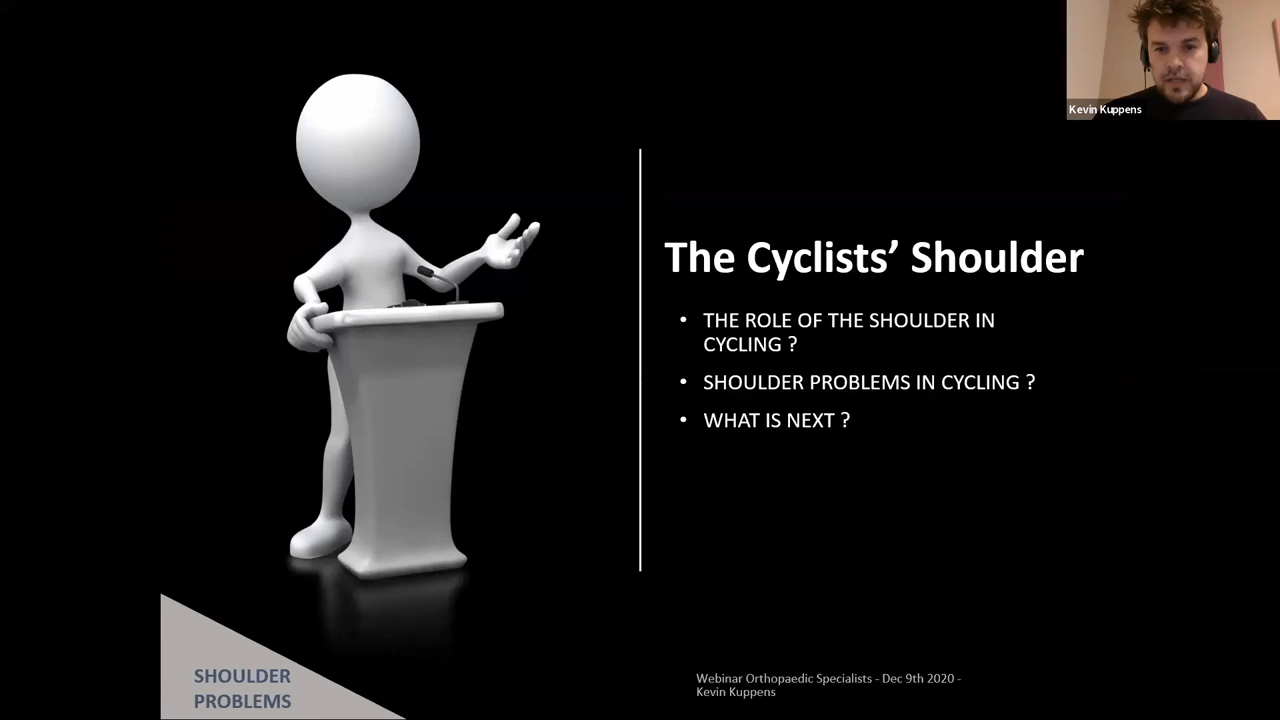 Kevin Kuppens
The Cyclists’ Shoulder
• THE ROLE OF THE SHOULDER IN
CYCLING ?
• SHOULDER PROBLEMS IN CYCLING ?
• WHAT IS NEXT ?
SHOULDER
PROBLEMS
Webinar Orthopaedic Specialists - Dec 9th 2020 -
Kevin Kuppens